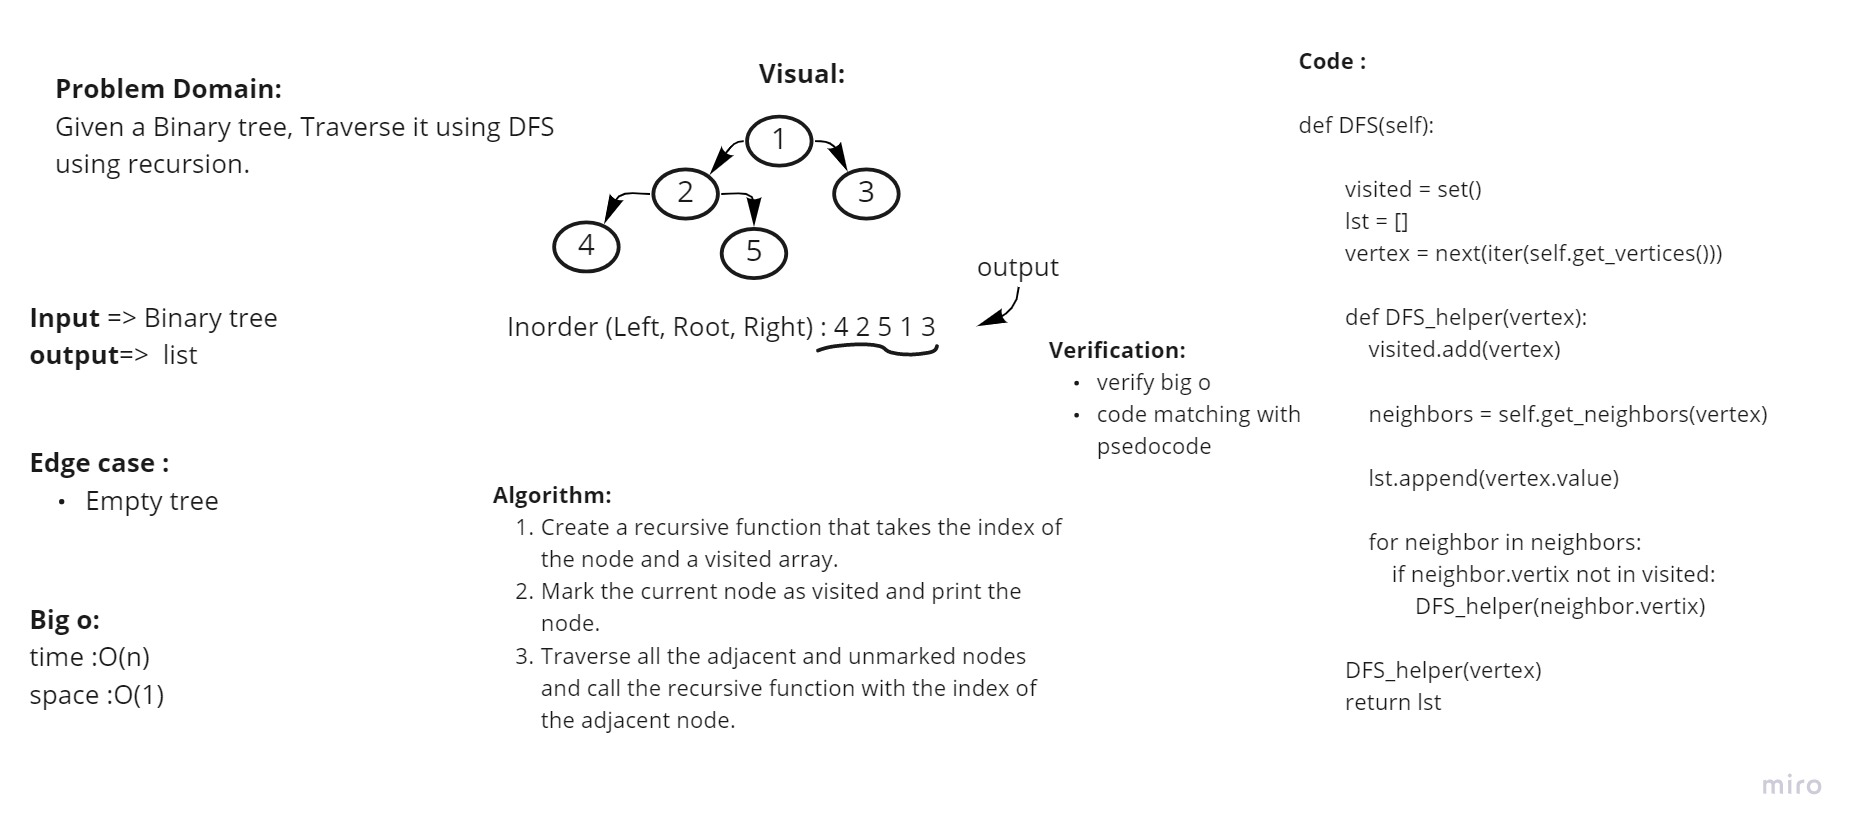 Problem Domain:
Given a Binary tree, Traverse it using DFS
using recursion.
Input => Binary tree
output=> list
Edge case :
• Empty tree
Big o:
time :O(n)
space :O(1)
Visual:
1
2
3
4
5
output
Inorder (Left, Root, Right) : 4 2 5 1 3
Algorithm:
1. Create a recursive function that takes the index of
the node and a visited array.
2. Mark the current node as visited and print the
node.
3. Traverse all the adjacent and unmarked nodes
and call the recursive function with the index of
the adjacent node.
Verification:
• verify big o
• code matching with
psedocode
Code :
def DFS(self):
visited = set()
lst = []
vertex = next(iter(self.get_vertices()))
def DFS_helper(vertex):
visited.add(vertex)
neighbors = self.get_neighbors(vertex)
lst.append(vertex.value)
for neighbor in neighbors:
if neighbor.vertix not in visited:
DFS_helper(neighbor.vertix)
DFS_helper(vertex)
return lst
miro